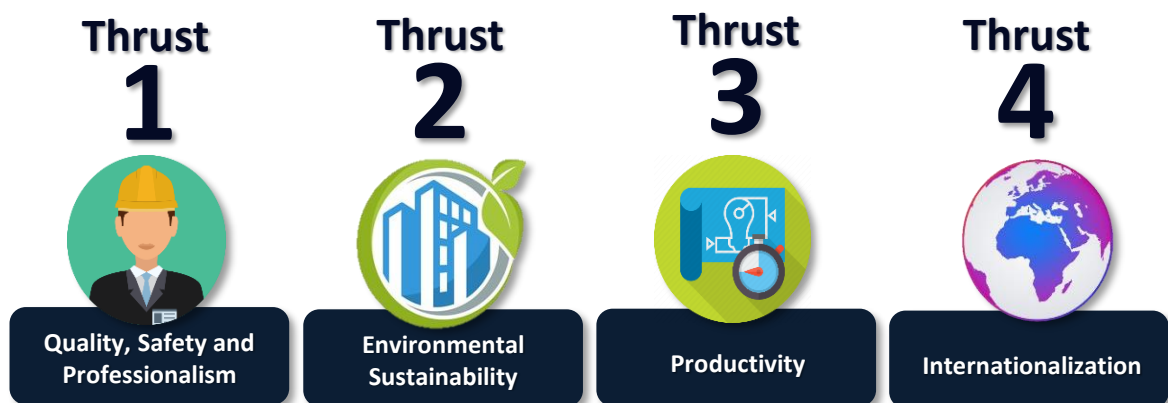 Thrust
1
Quality, Safety and
Professionalism
Thrust
2
Environmental
Sustainability
Thrust
3
Productivity
Thrust
4
Internationalization